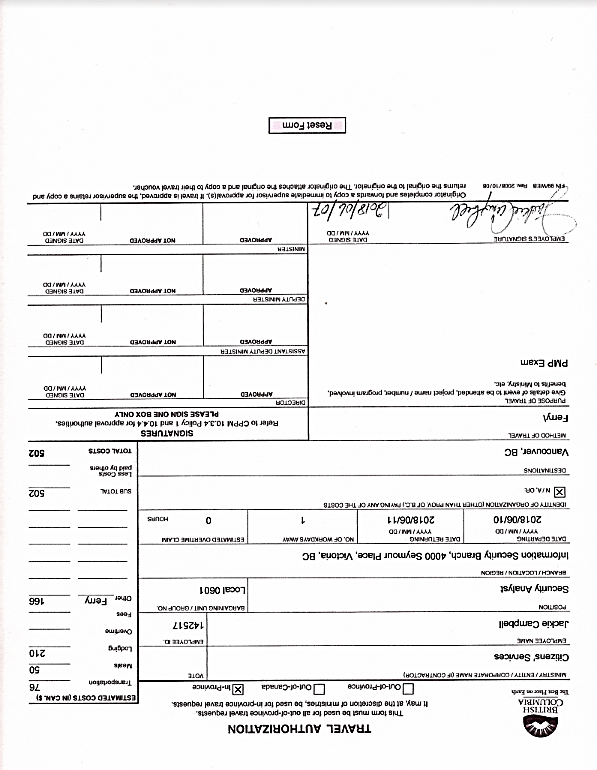 BRITISH
COLUMBIA
The Best Place on Earth
TRAVEL AUTHORIZATION
This form must be used for all out-of-province travel requests.
It may, at the discretion of ministries, be used for in-province travel requests.
Out-of-Province
Out-of-Canada
☒ In-Province
MINISTRY / ENTITY / CORPORATE NAME (OF CONTRACTOR)
VOTE
Citizens' Services
EMPLOYEE NAME
EMPLOYEE ID.
Jackie Campbell
142517
POSITION
BARGAINING UNIT / GROUP NO.
Security Analyst
Local 0601
BRANCH / LOCATION / REGION
Information Security Branch, 4000 Seymour Place, Victoria, BC
DATE DEPARTING
YYYY / MM / DD
DATE RETURNING
YYYY / MM / DD
NO. OF WORKDAYS AWAY
ESTIMATED OVERTIME CLAIM
2018/06/10
2018/06/11
1
0
HOURS
IDENTITY OF ORGANIZATION (OTHER THAN PROV. OF B.C.) PAYING ANY OF THE COSTS
☒ N/A, OR,
DESTINATIONS
Vancouver, BC
METHOD OF TRAVEL
Ferry\
ESTIMATED COSTS (IN CAN. $)
Transportation 76
Meals 50
Lodging 210
Overtime
Fees
Other Ferry 166
SUB TOTAL 502
Less Costs
paid by others
TOTAL COSTS 502
PURPOSE OF TRAVEL
Give details of event to be attended, project name / number, program involved,
benefits to Ministry, etc.
PMP Exam
SIGNATURES
Refer to CPPM 10.3.4 Policy 1 and 10.4.4 for approval authorities.
PLEASE SIGN ONE BOX ONLY
DIRECTOR
APPROVED
NOT APPROVED
DATE SIGNED
YYYY / MM / DD
ASSISTANT DEPUTY MINISTER
APPROVED
NOT APPROVED
DATE SIGNED
YYYY / MM / DD
DEPUTY MINISTER
APPROVED
NOT APPROVED
DATE SIGNED
YYYY / MM / DD
MINISTER
APPROVED
NOT APPROVED
DATE SIGNED
YYYY / MM / DD
EMPLOYEE'S SIGNATURE
DATE SIGNED
YYYY / MM / DD
Jackie Campbell
2018/06/07
FIN 99/WEB Rev. 2008 / 10 / 08
Originator completes and forwards a copy to immediate supervisor for approval(s). If travel is approved, the supervisor retains a copy and
returns the original to the originator. The originator attaches the original and a copy to their travel voucher.
Reset Form